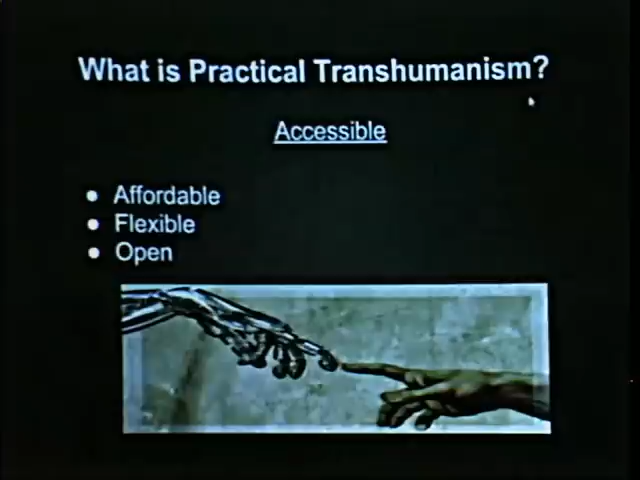 What is Practical Transhumanism?
Accessible
● Affordable
● Flexible
● Open